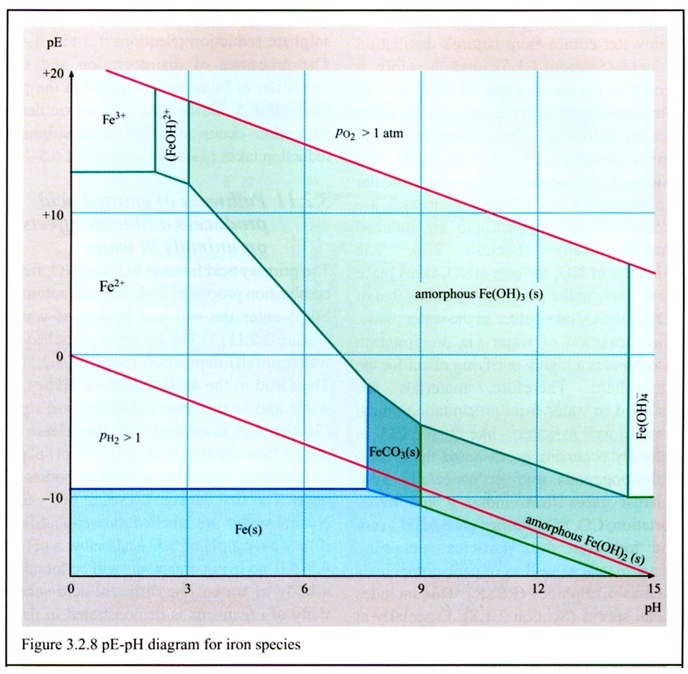 pE
+20
Fe³⁺
(FeOH)²⁺
pO₂ > 1 atm
+10
Fe²⁺
amorphous Fe(OH)₃ (s)
0
pH₂ > 1
FeCO₃(s)
Fe(OH)₄⁻
−10
Fe(s)
amorphous Fe(OH)₂ (s)
0
3
6
9
12
15
pH
Figure 3.2.8 pE-pH diagram for iron species